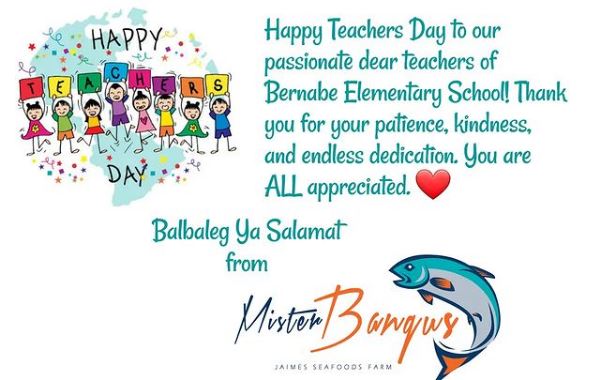 HAPPY
TEACHERS
DAY
Happy Teachers Day to our
passionate dear teachers of
Bernabe Elementary School! Thank
you for your patience, kindness,
and endless dedication. You are
ALL appreciated. ❤️
Balbaleg Ya Salamat
from
Mister Bangus
JAIMES SEAFOODS FARM